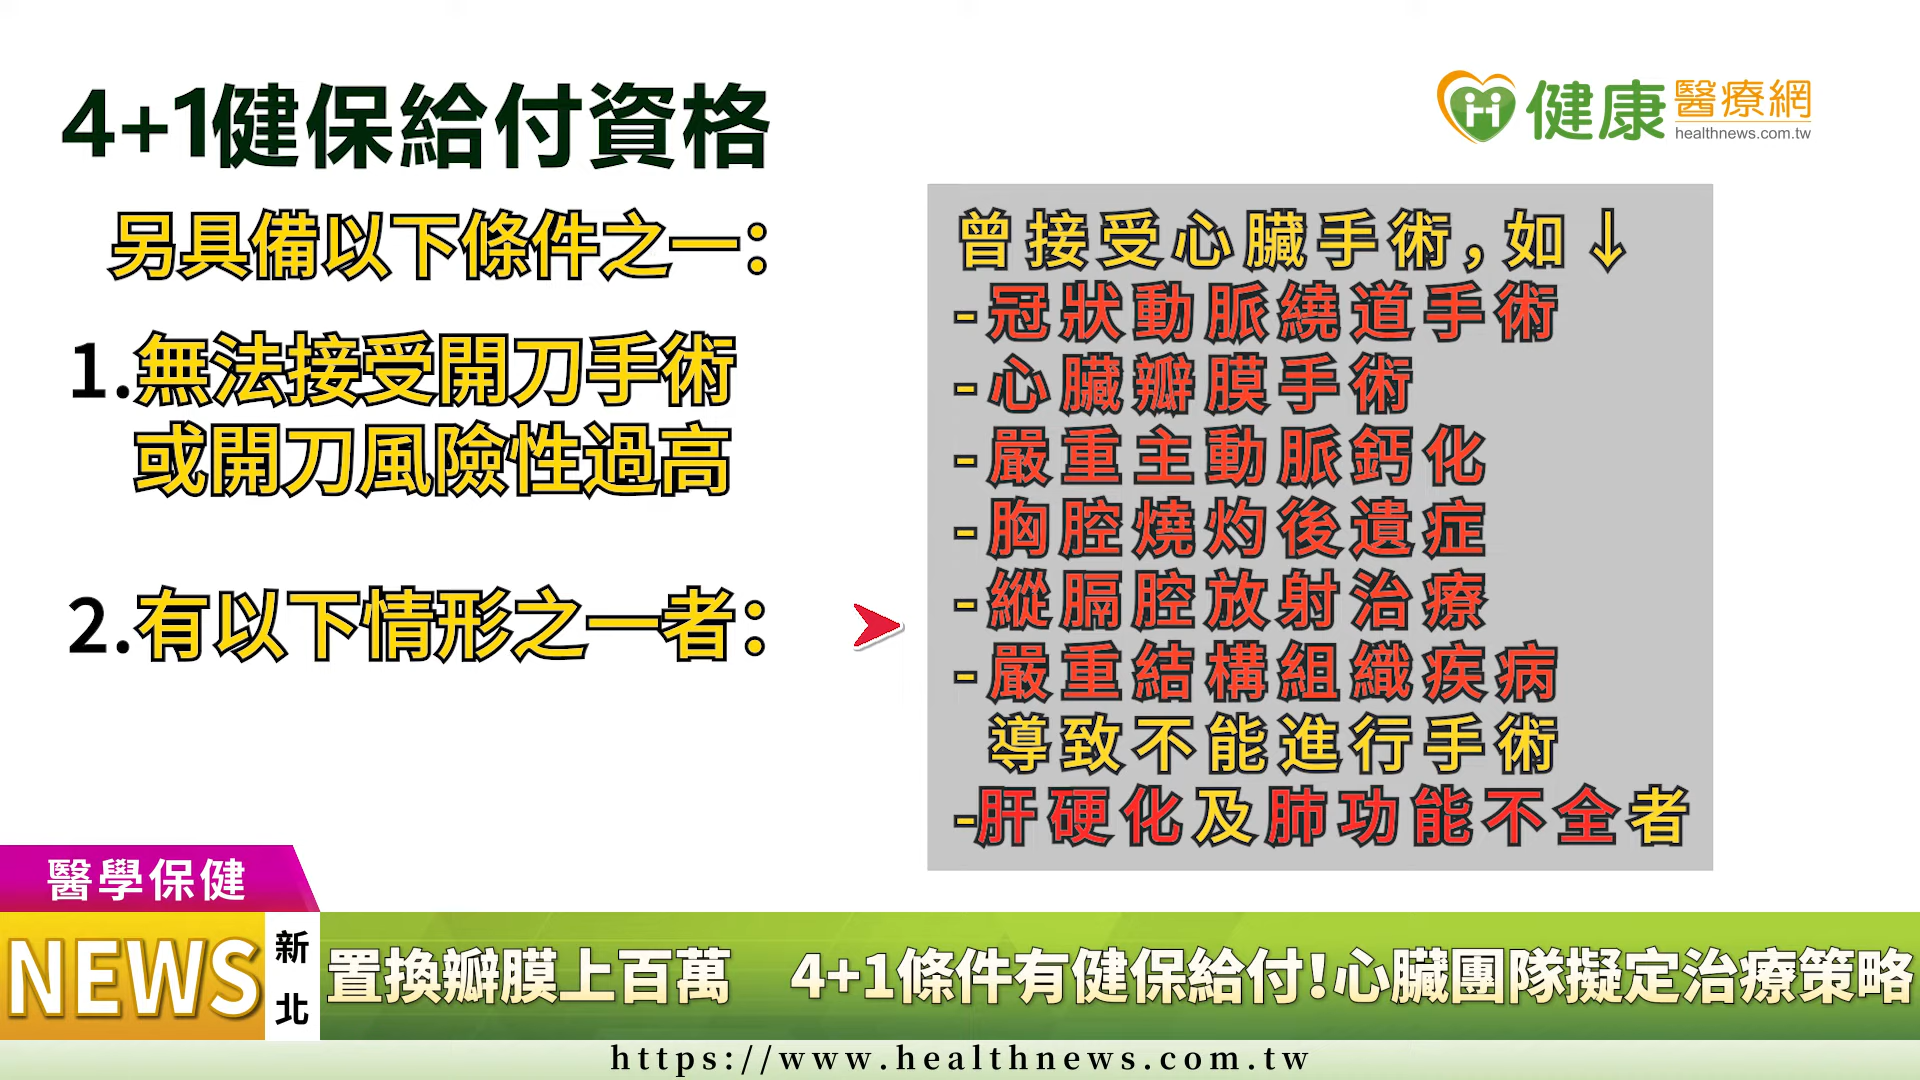 4+1健保給付資格
健康醫療網
healthnews.com.tw
另具備以下條件之一：
1.無法接受開刀手術
或開刀風險性過高
2.有以下情形之一者：
曾接受心臟手術，如↓
-冠狀動脈繞道手術
-心臟瓣膜手術
-嚴重主動脈鈣化
-胸腔燒灼後遺症
-縱膈腔放射治療
-嚴重結構組織疾病
導致不能進行手術
-肝硬化及肺功能不全者
醫學保健
NEWS
新北
置換瓣膜上百萬 4+1條件有健保給付！心臟團隊擬定治療策略
https://www.healthnews.com.tw